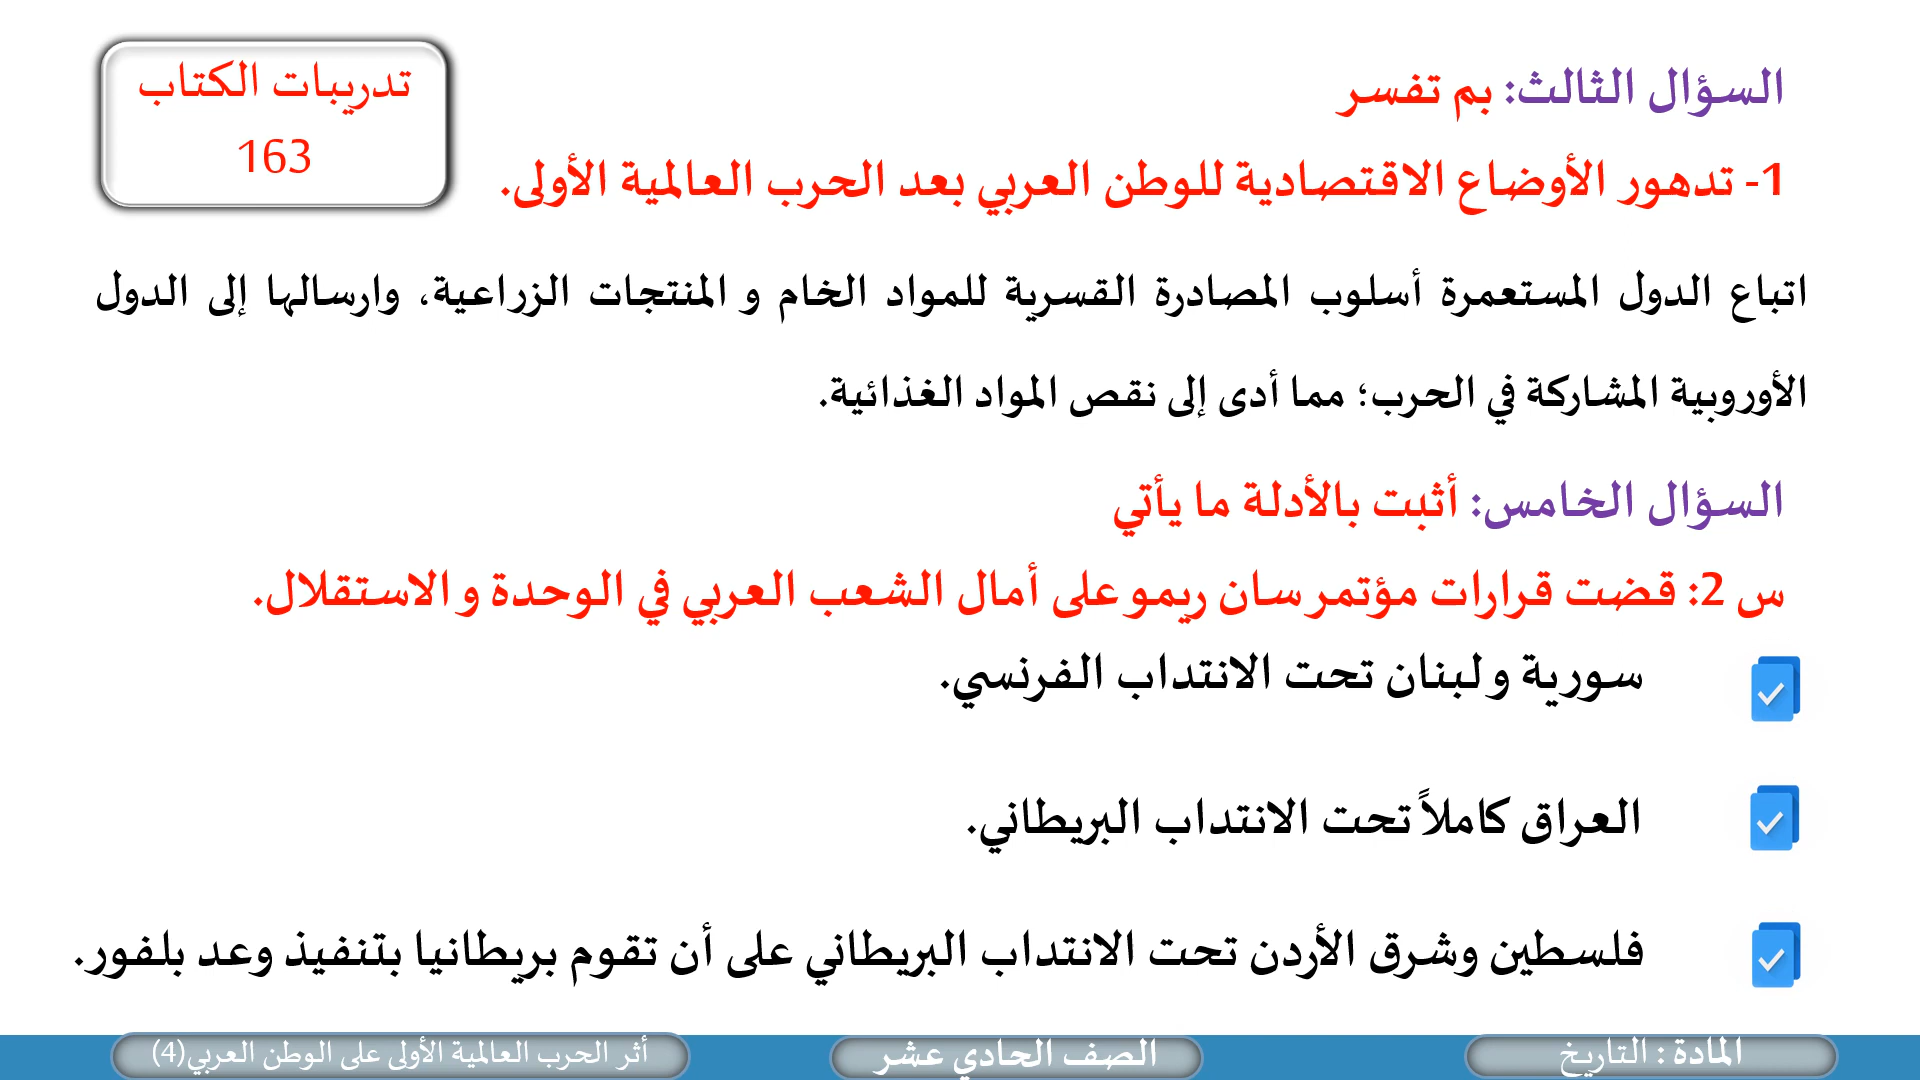 تدريبات الكتاب
163
السؤال الثالث: بم تفسر
1- تدهور الأوضاع الاقتصادية للوطن العربي بعد الحرب العالمية الأولى.
اتباع الدول المستعمرة أسلوب المصادرة القسرية للمواد الخام و المنتجات الزراعية، وارسالها إلى الدول
الأوروبية المشاركة في الحرب؛ مما أدى إلى نقص المواد الغذائية.
السؤال الخامس: أثبت بالأدلة ما يأتي
س 2: قضت قرارات مؤتمر سان ريمو على أمال الشعب العربي في الوحدة و الاستقلال.
سورية و لبنان تحت الانتداب الفرنسي.
العراق كاملاً تحت الانتداب البريطاني.
فلسطين وشرق الأردن تحت الانتداب البريطاني على أن تقوم بريطانيا بتنفيذ وعد بلفور.
المادة : التاريخ
الصف الحادي عشر
أثر الحرب العالمية الأولى على الوطن العربي(4)